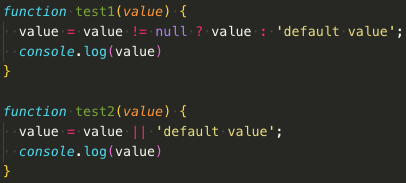 function test1(value) {
  value = value != null ? value : 'default value';
  console.log(value)
}

function test2(value) {
  value = value || 'default value';
  console.log(value)
}